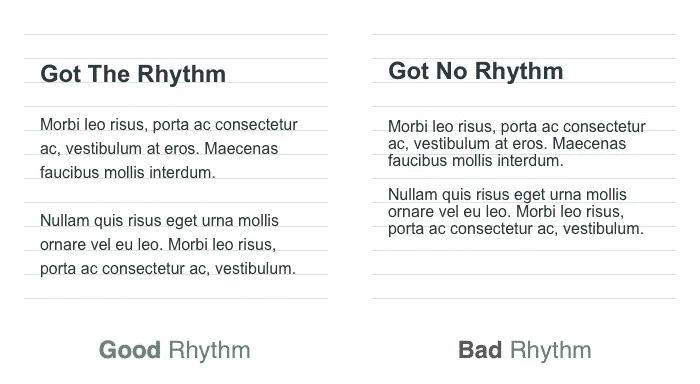 Got The Rhythm
Morbi leo risus, porta ac consectetur
ac, vestibulum at eros. Maecenas
faucibus mollis interdum.
Nullam quis risus eget urna mollis
ornare vel eu leo. Morbi leo risus,
porta ac consectetur ac, vestibulum.
Good Rhythm
Got No Rhythm
Morbi leo risus, porta ac consectetur
ac, vestibulum at eros. Maecenas
faucibus mollis interdum.
Nullam quis risus eget urna mollis
ornare vel eu leo. Morbi leo risus,
porta ac consectetur ac, vestibulum.
Bad Rhythm